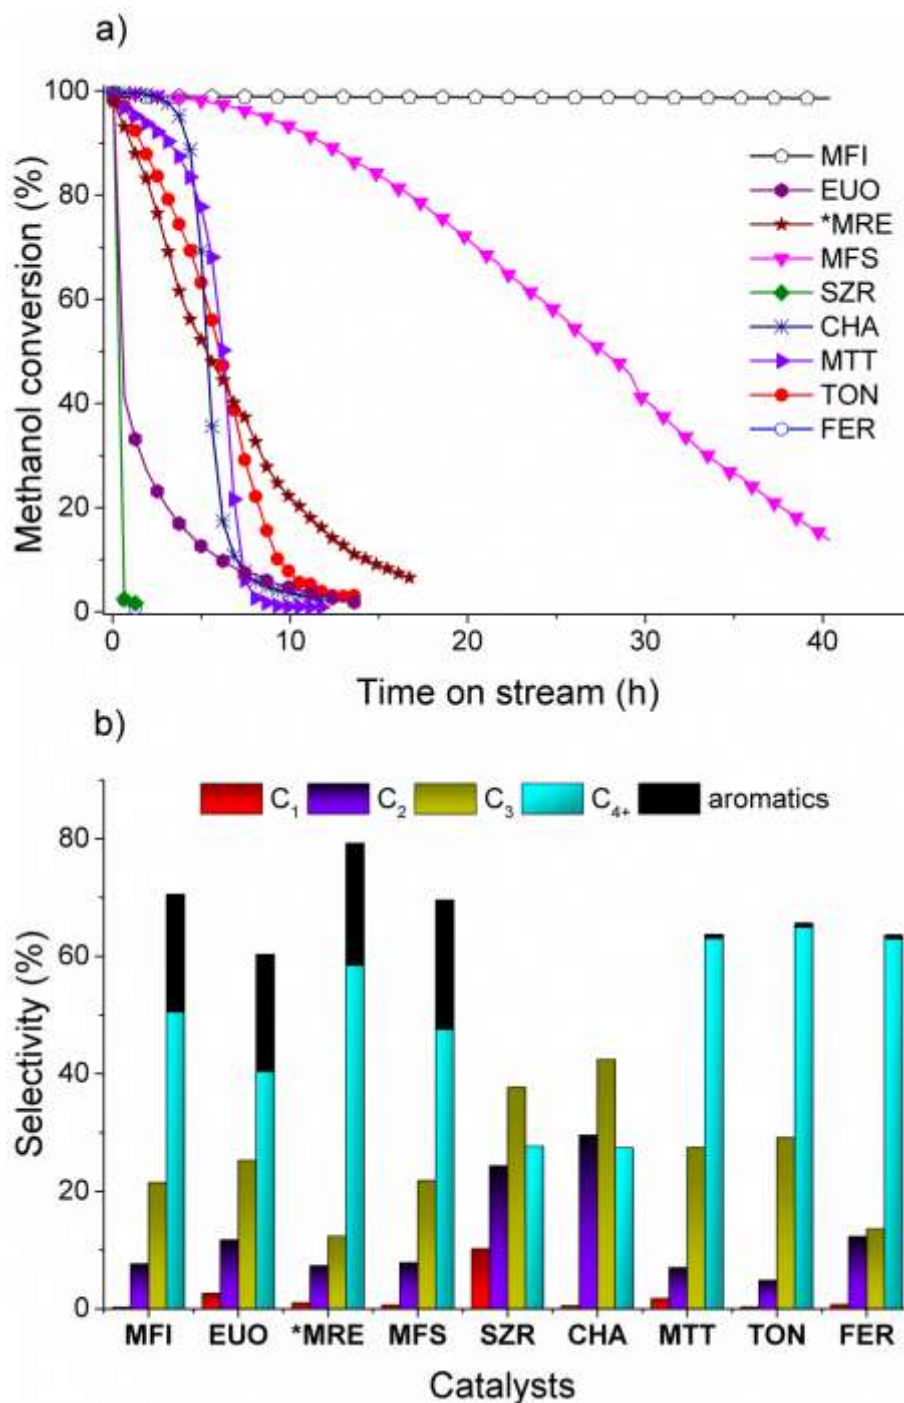 a)
Methanol conversion (%)
100
80
60
40
20
0
MFI
EUO
*MRE
MFS
SZR
CHA
MTT
TON
FER
0 10 20 30 40
Time on stream (h)
b)
Selectivity (%)
C₁ C₂ C₃ C₄₊ aromatics
80
60
40
20
0
MFI EUO *MRE MFS SZR CHA MTT TON FER
Catalysts